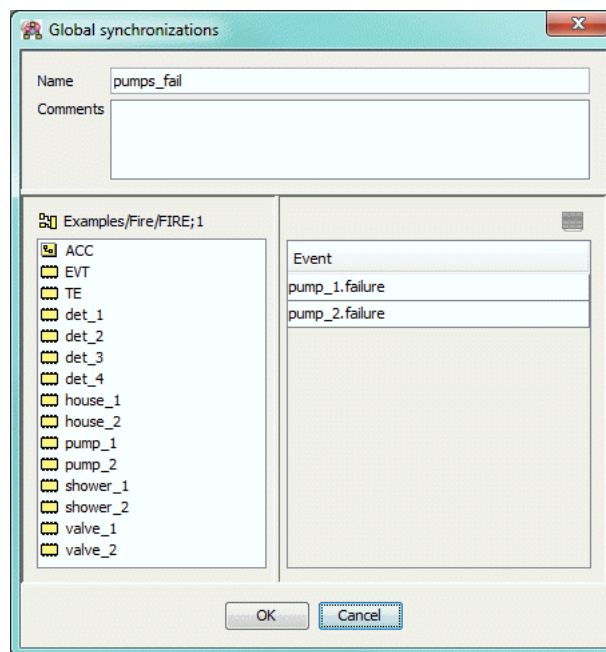 Global synchronizations
Name pumps_fail
Comments
Examples/Fire/FIRE;1
ACC
EVT
TE
det_1
det_2
det_3
det_4
house_1
house_2
pump_1
pump_2
shower_1
shower_2
valve_1
valve_2
Event
pump_1.failure
pump_2.failure
OK Cancel